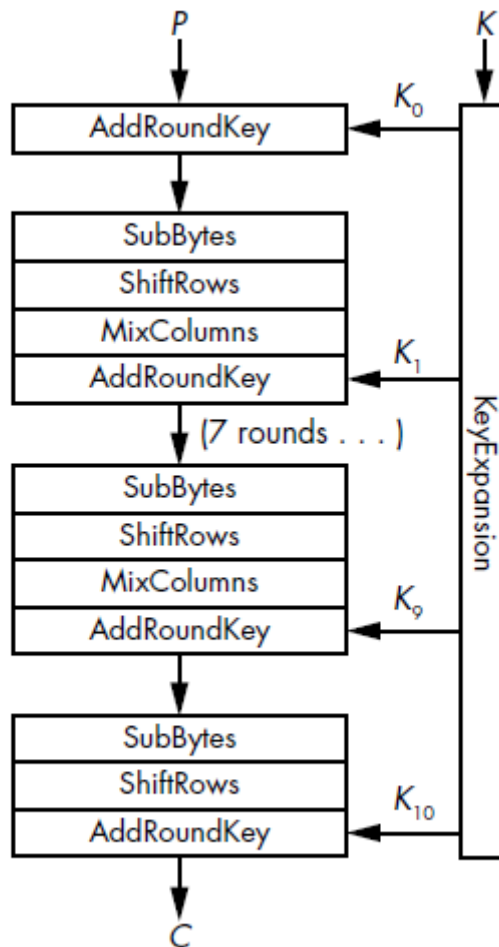 P K
AddRoundKey K₀
SubBytes
ShiftRows
MixColumns
AddRoundKey K₁
(7 rounds . . . )
KeyExpansion
SubBytes
ShiftRows
MixColumns
AddRoundKey K₉
SubBytes
ShiftRows
AddRoundKey K₁₀
C